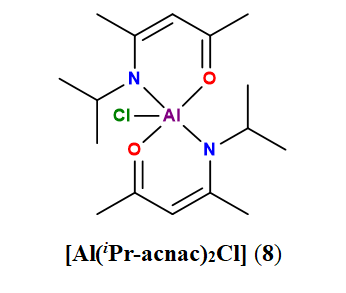 N O
Cl Al
O N
[Al(ⁱPr-acnac)₂Cl] (8)